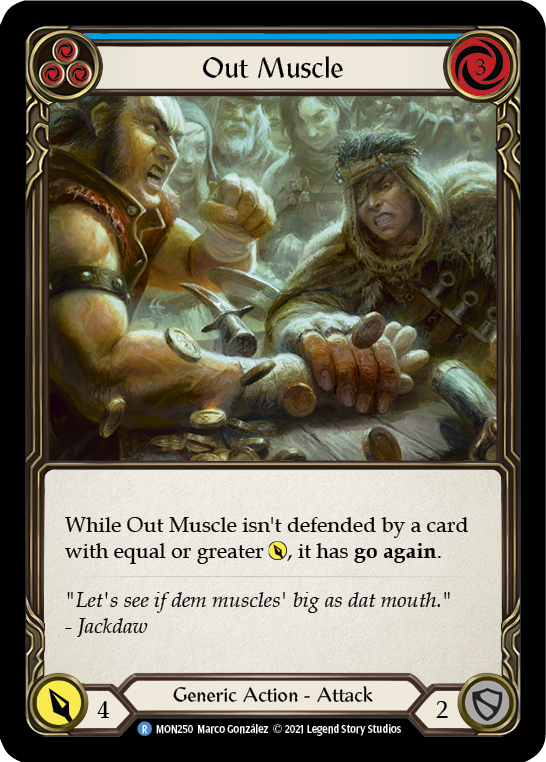 Out Muscle
3
While Out Muscle isn't defended by a card
with equal or greater , it has go again.
"Let's see if dem muscles' big as dat mouth."
- Jackdaw
4
Generic Action - Attack
2
R MON250 Marco González © 2021 Legend Story Studios